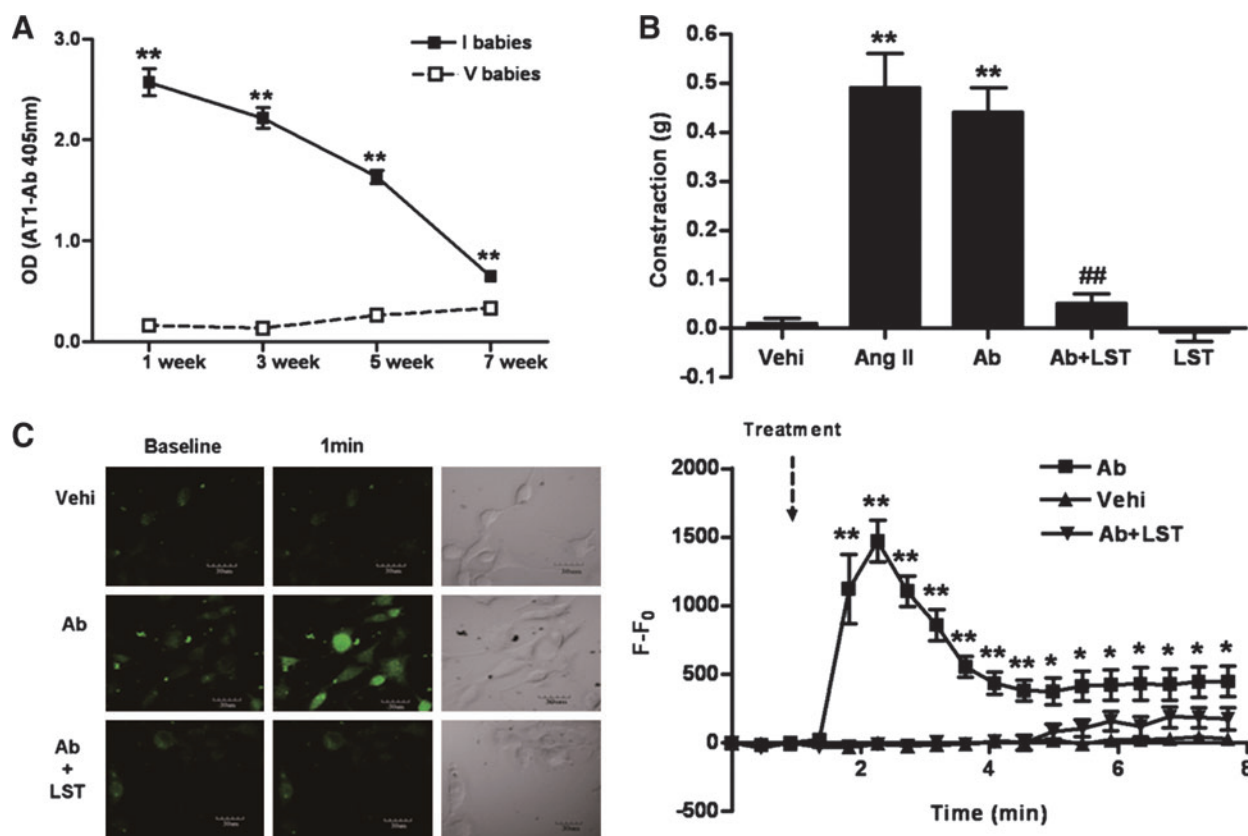 A
3.0
2.0
1.0
0.0
OD (AT1-Ab 405nm)
I babies
V babies
**
**
**
**
1 week
3 week
5 week
7 week
B
0.6
0.5
0.4
0.3
0.2
0.1
0.0
-0.1
Constraction (g)
**
**
##
Vehi
Ang II
Ab
Ab+LST
LST
C
Baseline
1min
Vehi
Ab
Ab
+
LST
Treatment
2000
1500
1000
500
0
-500
F-F0
Ab
Vehi
Ab+LST
**
**
**
**
**
**
**
*
*
*
*
*
*
*
2
4
6
8
Time (min)